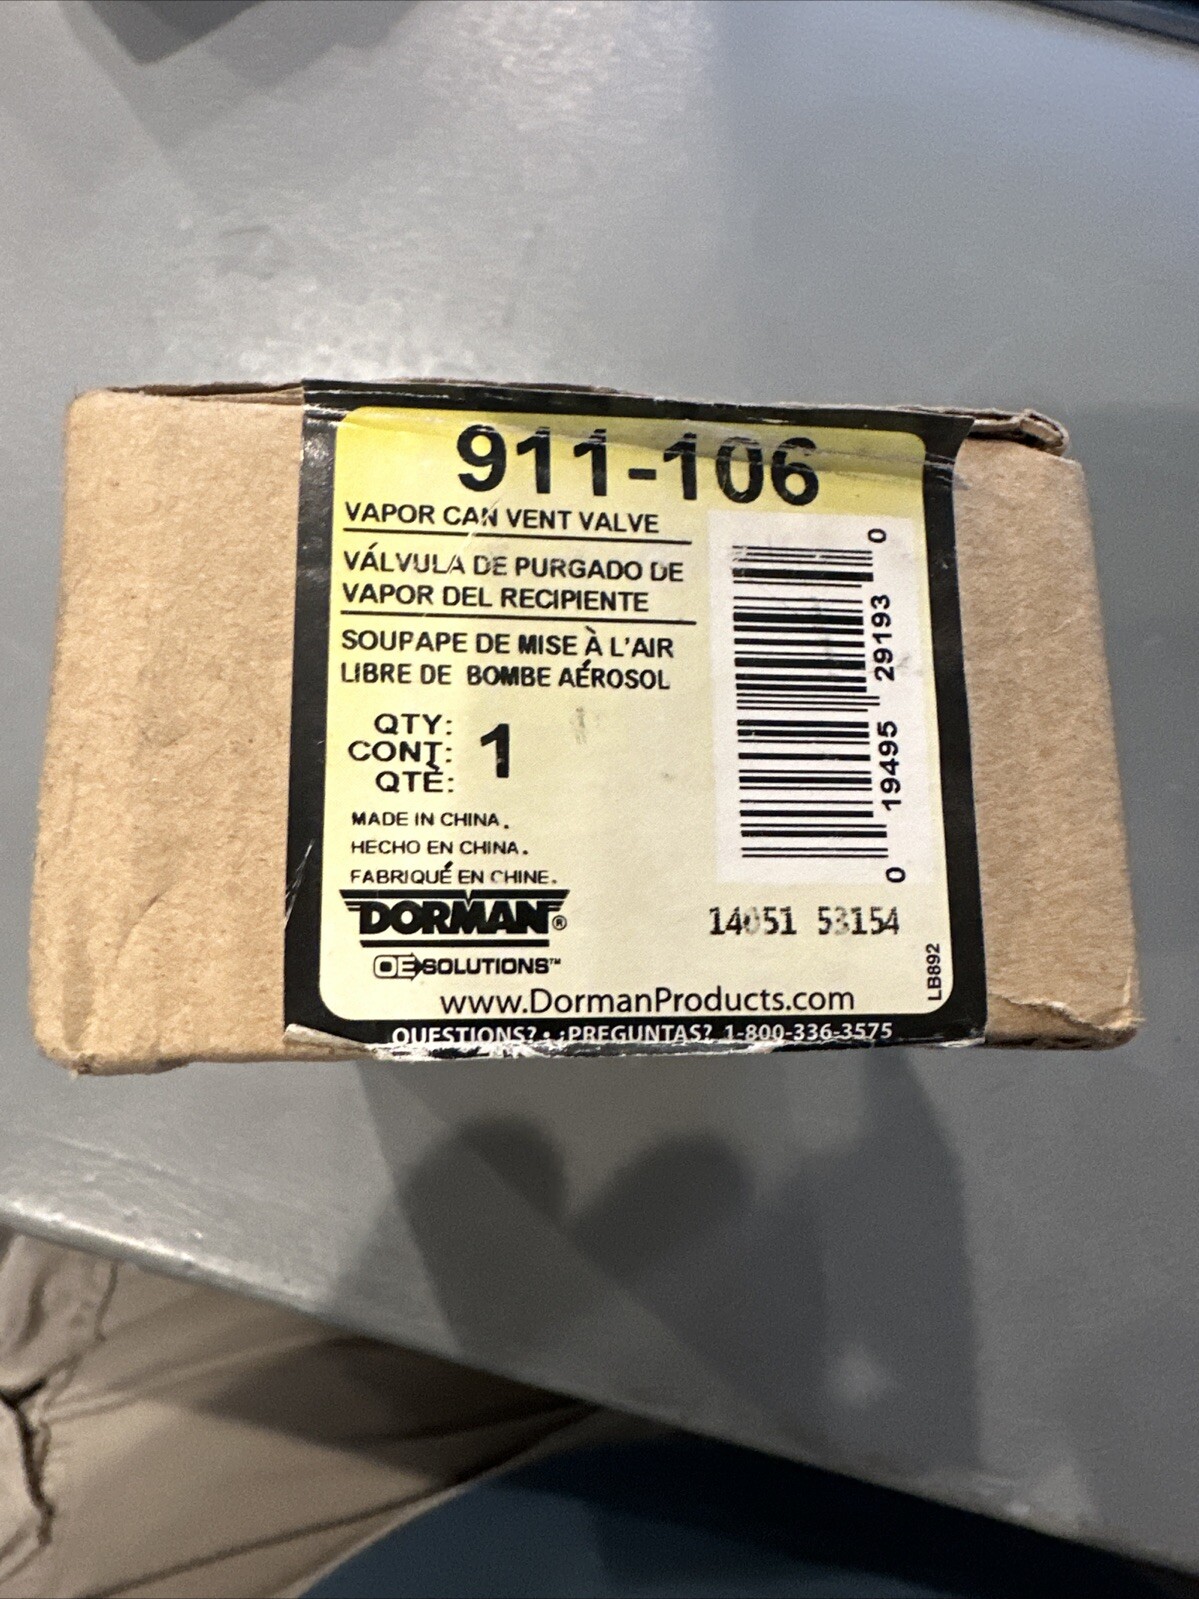 911-106
VAPOR CAN VENT VALVE
VÁLVULA DE PURGADO DE
VAPOR DEL RECIPIENTE
SOUPAPE DE MISE À L'AIR
LIBRE DE BOMBE AÉROSOL
QTY:
CONT:
QTÉ:
1
MADE IN CHINA.
HECHO EN CHINA.
FABRIQUÉ EN CHINE.
DORMAN®
OE SOLUTIONS™
0 19495 29193 0
14051 53154
LB892
www.DormanProducts.com
QUESTIONS? • ¿PREGUNTAS? 1-800-336-3575